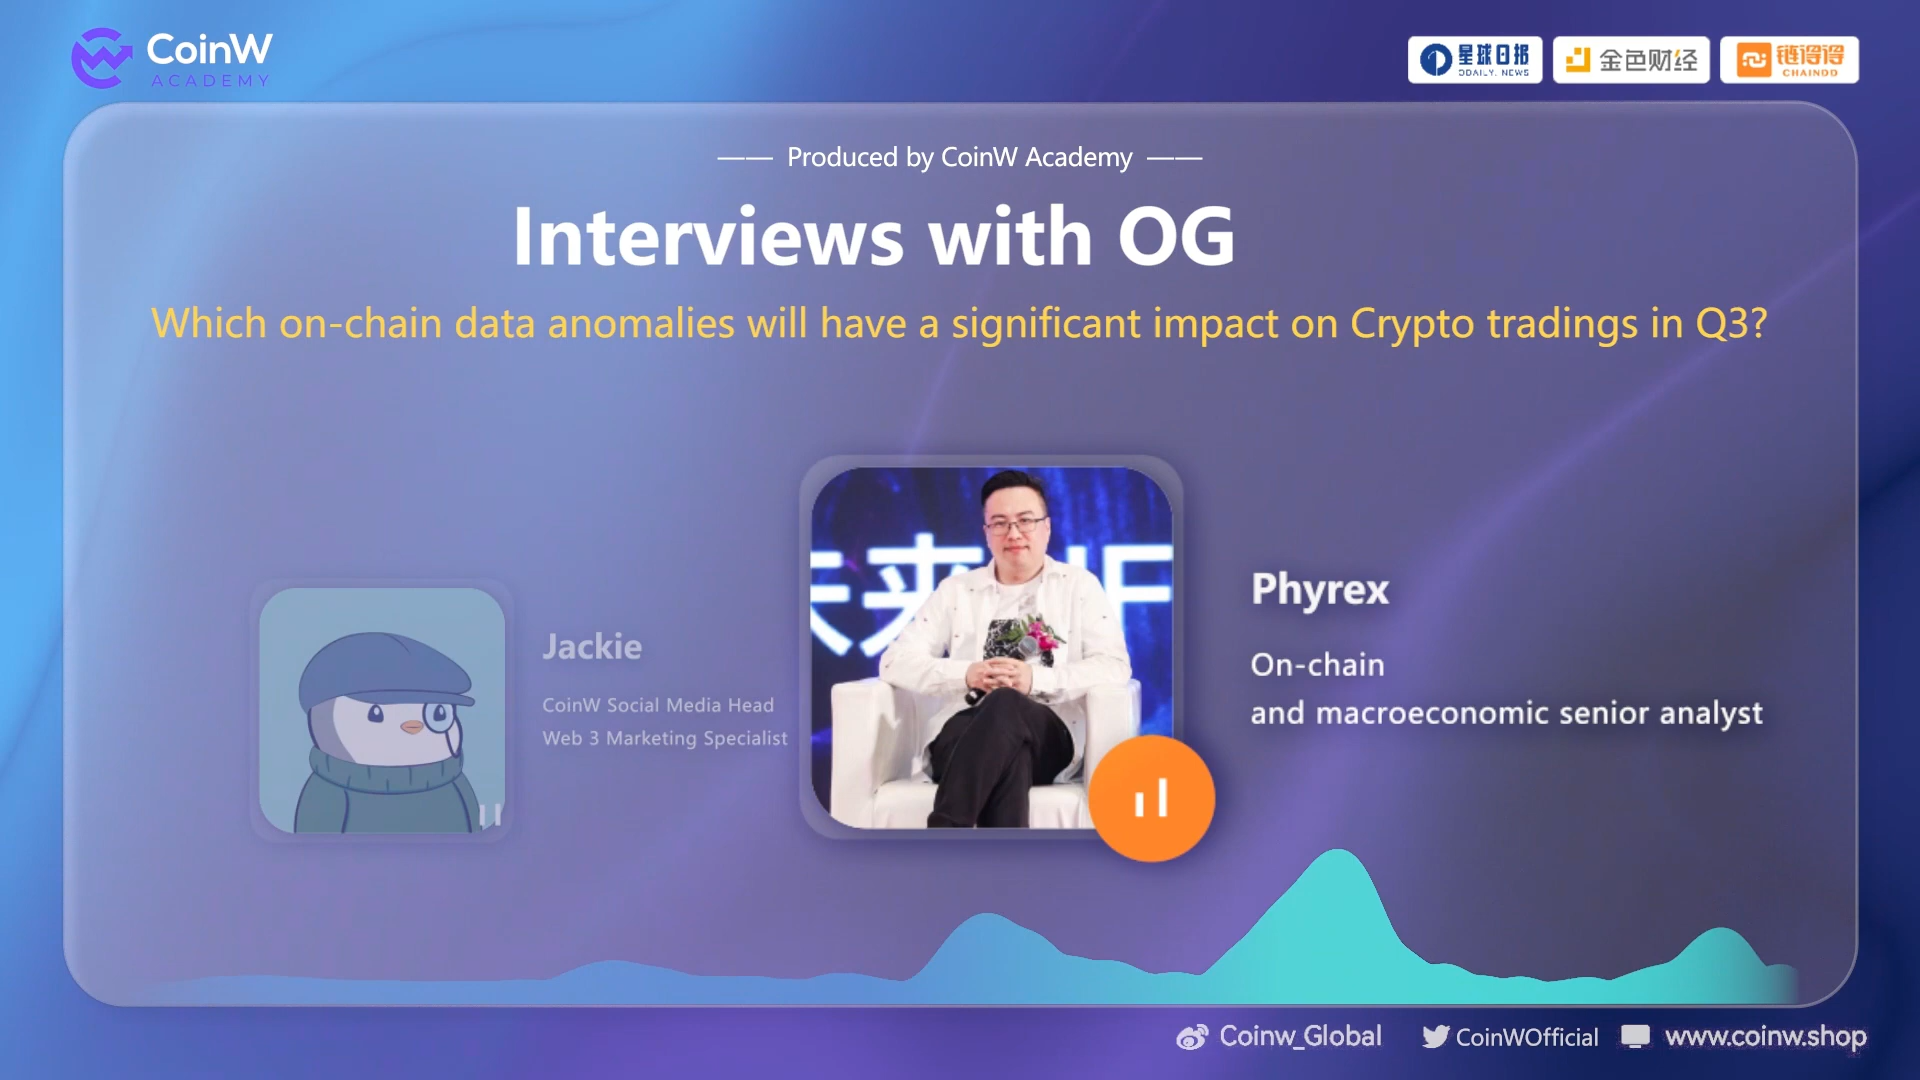 CoinW
ACADEMY
星球日报
ODAILY. NEWS
金色财经
链得得
CHAINDD
Produced by CoinW Academy
Interviews with OG
Which on-chain data anomalies will have a significant impact on Crypto tradings in Q3?
未来
Jackie
CoinW Social Media Head
Web 3 Marketing Specialist
Phyrex
On-chain
and macroeconomic senior analyst
Coinw_Global
CoinWOfficial
www.coinw.shop